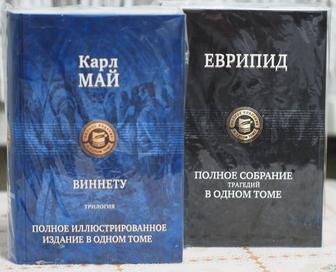 Карл
МАЙ
ВИННЕТУ
ТРИЛОГИЯ
ПОЛНОЕ ИЛЛЮСТРИРОВАННОЕ
ИЗДАНИЕ В ОДНОМ ТОМЕ
ЕВРИПИД
ПОЛНОЕ СОБРАНИЕ
ТРАГЕДИЙ
В ОДНОМ ТОМЕ